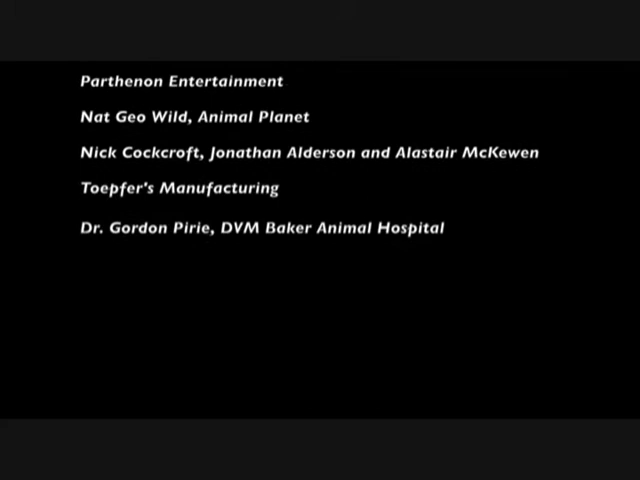 Parthenon Entertainment
Nat Geo Wild, Animal Planet
Nick Cockcroft, Jonathan Alderson and Alastair McKewen
Toepfer's Manufacturing
Dr. Gordon Pirie, DVM Baker Animal Hospital